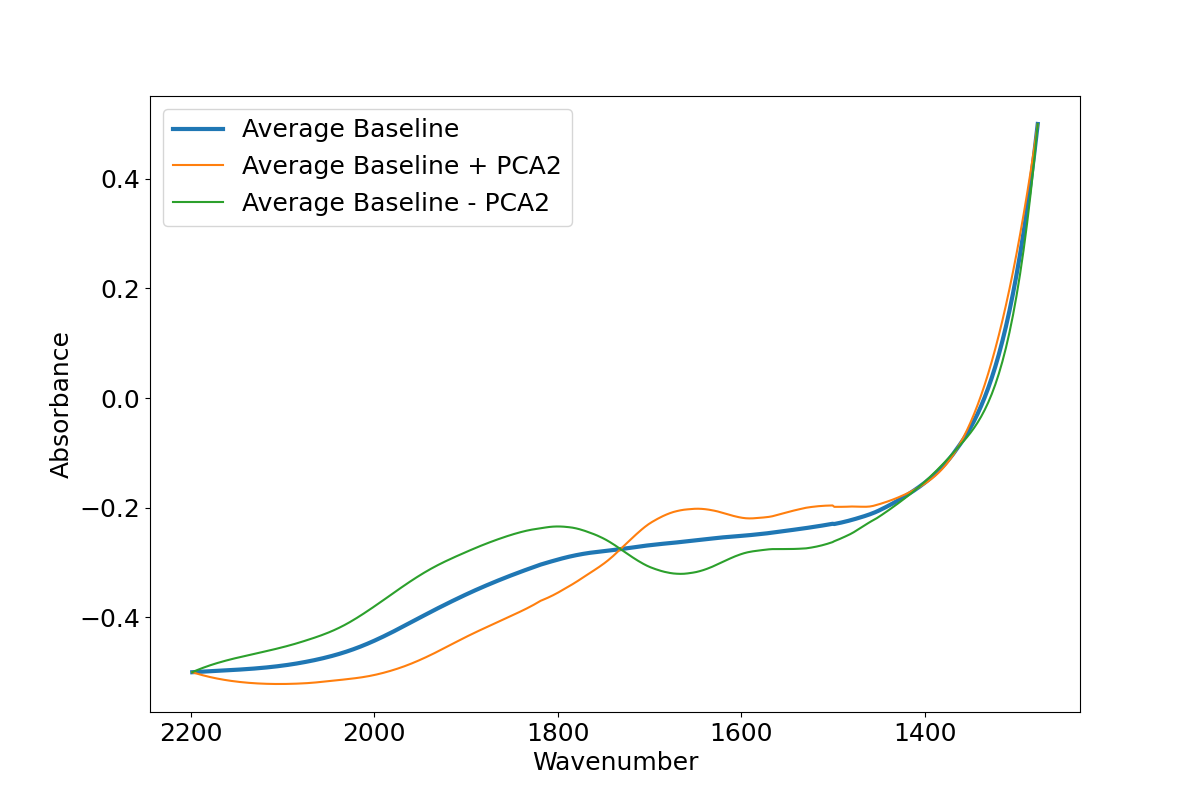 Average Baseline
Average Baseline + PCA2
Average Baseline - PCA2
0.4
0.2
0.0
−0.2
−0.4
Absorbance
2200 2000 1800 1600 1400
Wavenumber